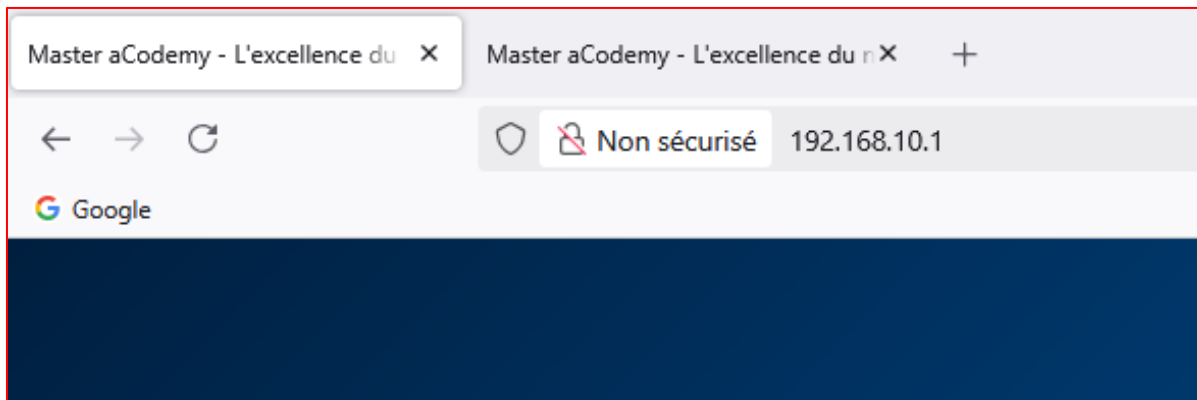 Master aCodemy - L'excellence du
Master aCodemy - L'excellence du n
Non sécurisé 192.168.10.1
Google